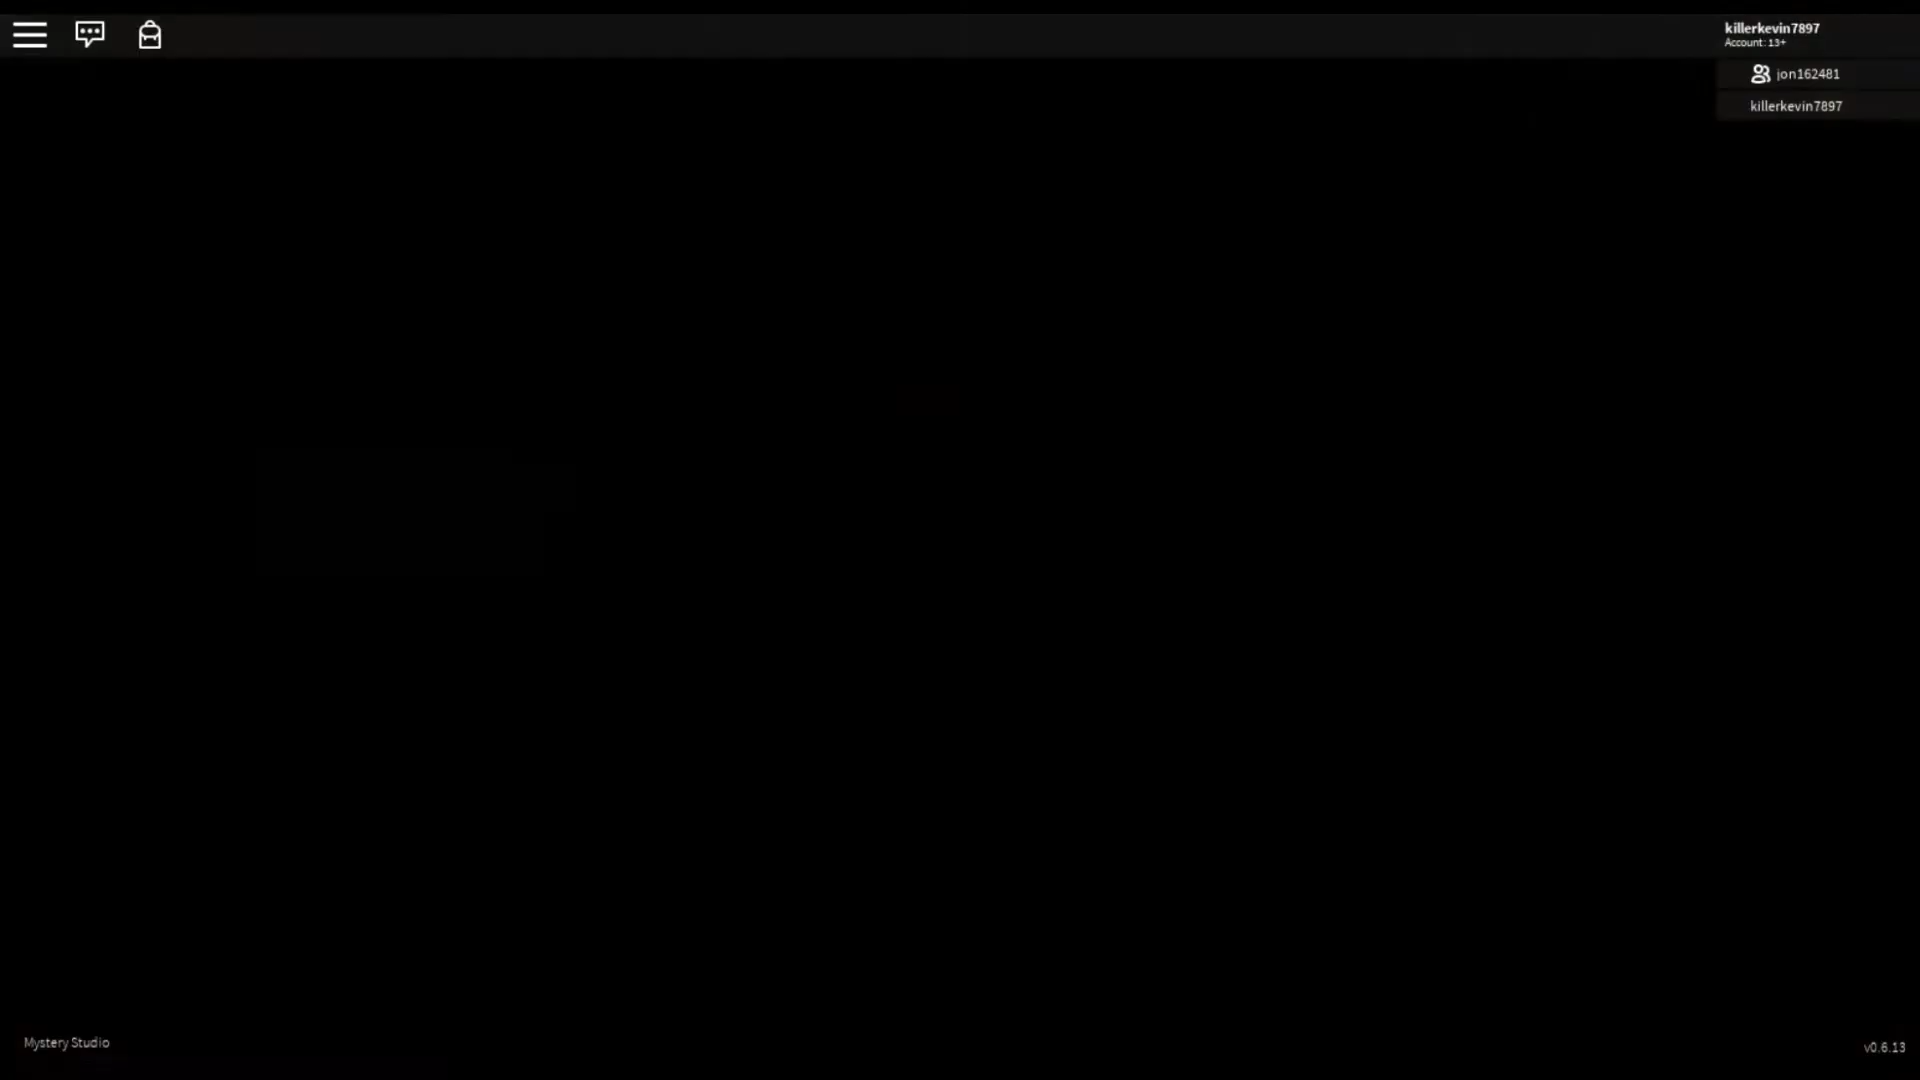 killerkevin7897
Account: 13+
jon162481
killerkevin7897
Mystery Studio
v0.6.13